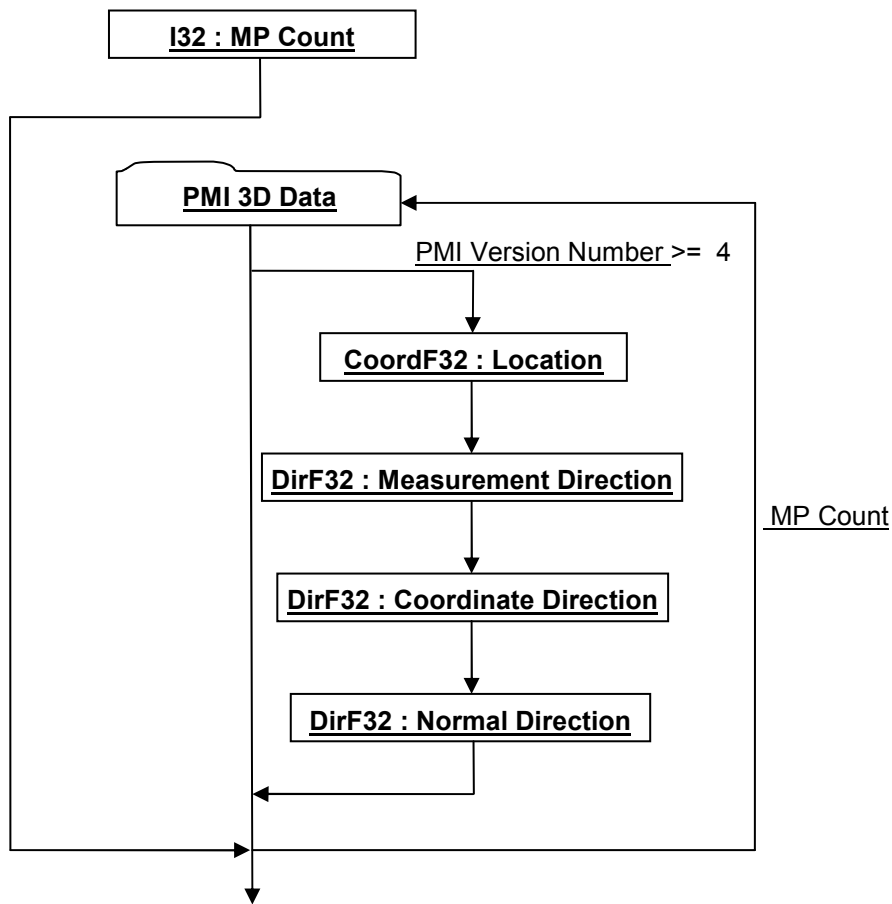 I32 : MP Count
PMI 3D Data
PMI Version Number >= 4
CoordF32 : Location
DirF32 : Measurement Direction
MP Count
DirF32 : Coordinate Direction
DirF32 : Normal Direction